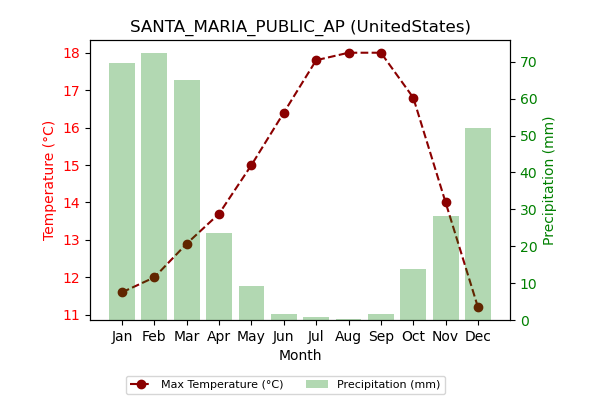 SANTA_MARIA_PUBLIC_AP (UnitedStates)
18
17
16
15
14
13
12
11
Temperature (°C)
70
60
50
40
30
20
10
0
Precipitation (mm)
Jan Feb Mar Apr May Jun Jul Aug Sep Oct Nov Dec
Month
Max Temperature (°C) Precipitation (mm)